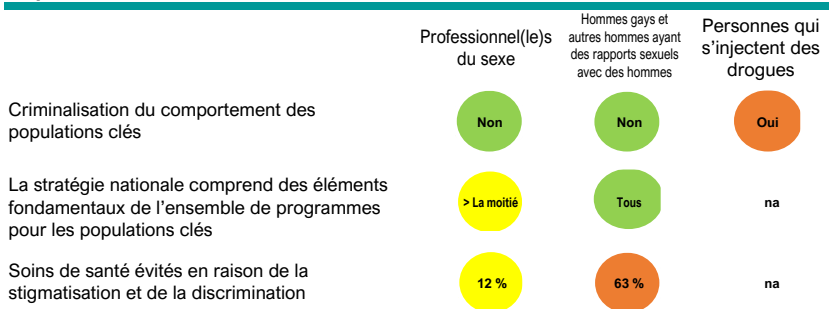 Professionnel(le)s
du sexe
Hommes gays et
autres hommes ayant
des rapports sexuels
avec des hommes
Personnes qui
s'injectent des
drogues
Criminalisation du comportement des
populations clés
Non
Non
Oui
La stratégie nationale comprend des éléments
fondamentaux de l'ensemble de programmes
pour les populations clés
> La moitié
Tous
na
Soins de santé évités en raison de la
stigmatisation et de la discrimination
12 %
63 %
na